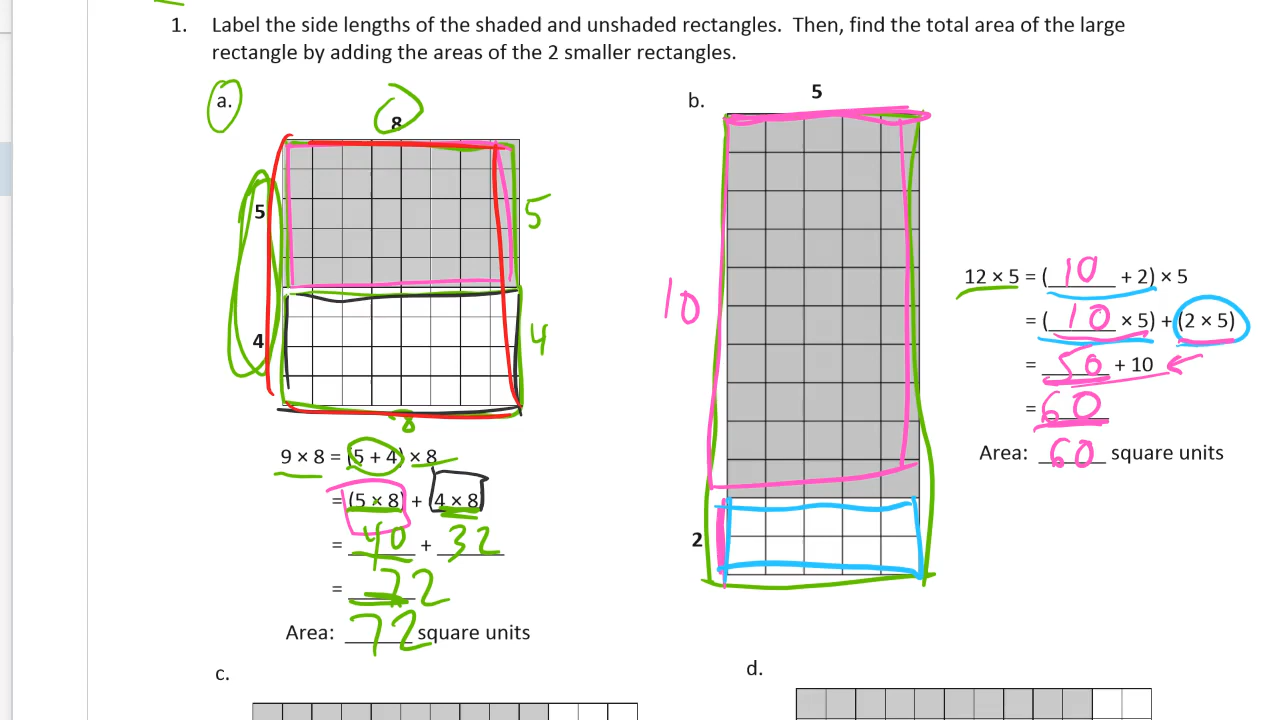 1. Label the side lengths of the shaded and unshaded rectangles. Then, find the total area of the large
rectangle by adding the areas of the 2 smaller rectangles.
a.
8
5
4
5
4
8
9 × 8 = (5 + 4) × 8
= (5 × 8) + (4 × 8)
= 40 + 32
= 72
Area: 72 square units
b.
5
10
2
12 × 5 = (10 + 2) × 5
= (10 × 5) + (2 × 5)
= 50 + 10
= 60
Area: 60 square units
c.
d.